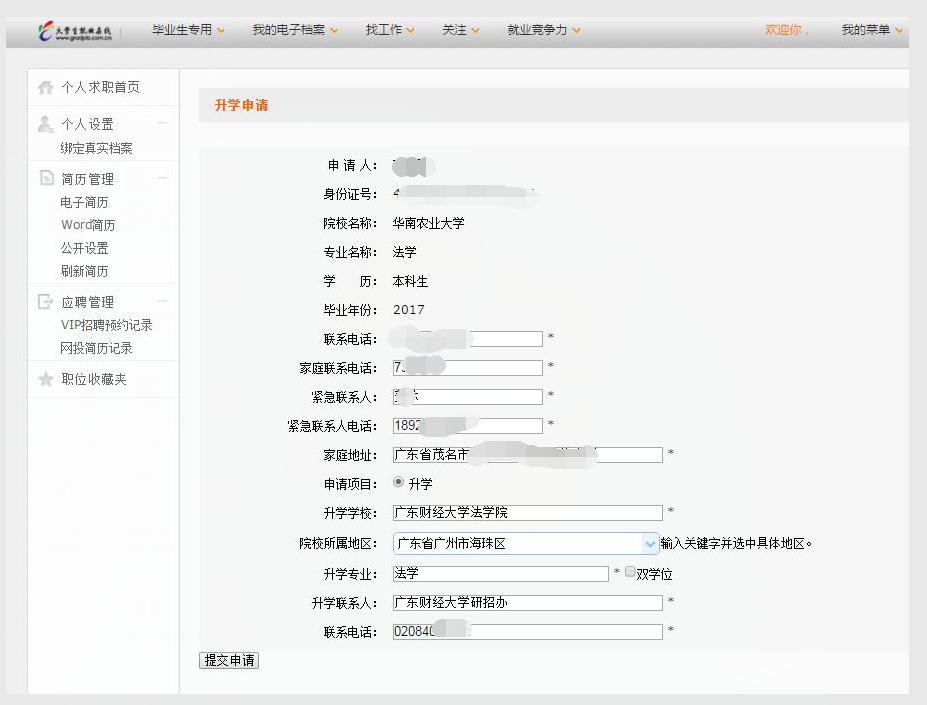 大学生就业在线
www.gradjob.com.cn
毕业生专用 我的电子档案 找工作 关注 就业竞争力 欢迎你， 我的菜单
个人求职首页
个人设置
绑定真实档案
简历管理
电子简历
Word简历
公开设置
刷新简历
应聘管理
VIP招聘预约记录
网投简历记录
职位收藏夹
升学申请
申 请 人：
身份证号： 4
院校名称： 华南农业大学
专业名称： 法学
学 历： 本科生
毕业年份： 2017
联系电话： *
家庭联系电话： 7 *
紧急联系人： *
紧急联系人电话： 1892 *
家庭地址： 广东省茂名市 *
申请项目： 升学
升学学校： 广东财经大学法学院 *
院校所属地区： 广东省广州市海珠区 输入关键字并选中具体地区。
升学专业： 法学 * 双学位
升学联系人： 广东财经大学研招办 *
联系电话： 02084 *
提交申请